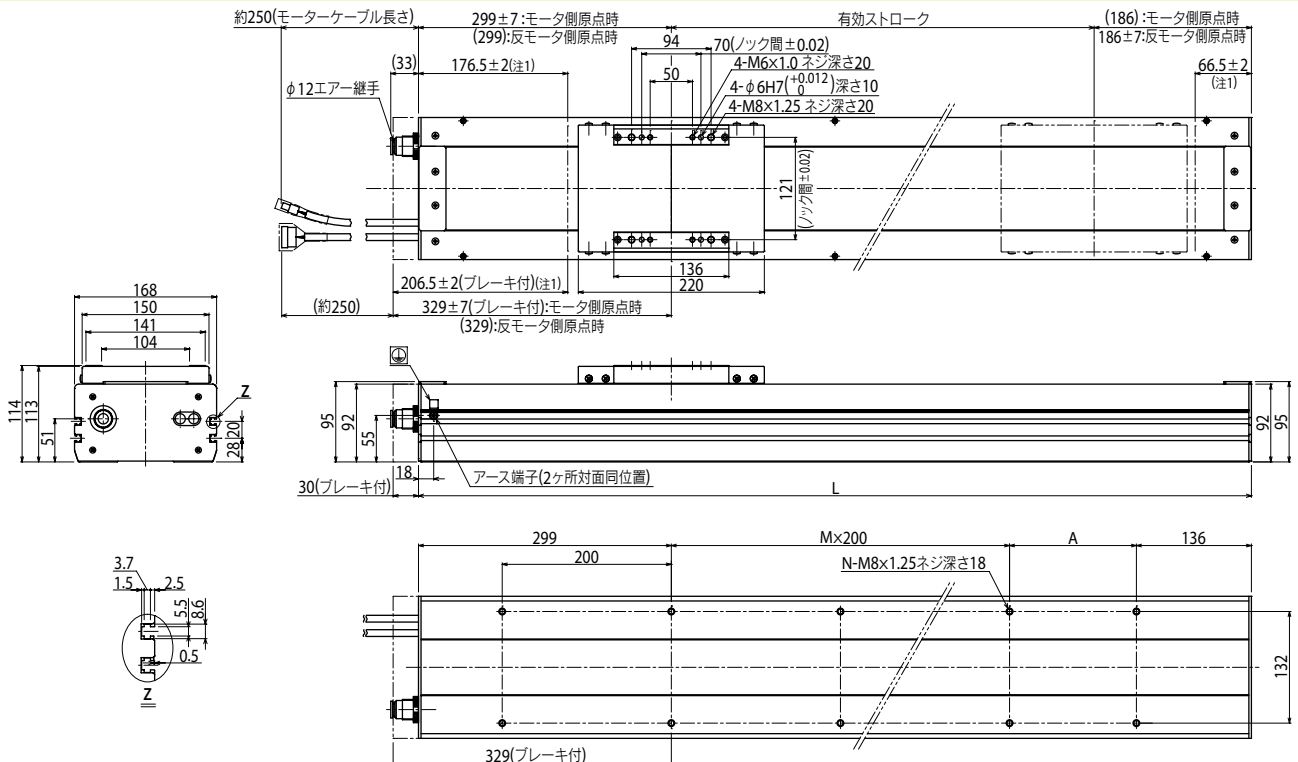 約250(モーターケーブル長さ)
299±7:モータ側原点時
(299):反モータ側原点時
有効ストローク
(186):モータ側原点時
186±7:反モータ側原点時
94
70(ノック間±0.02)
(33)
176.5±2(注1)
50
4-M6×1.0 ネジ深さ20
66.5±2
(注1)
φ12エアー継手
4-φ6H7(+0.012 0)深さ10
4-M8×1.25 ネジ深さ20
121
(ノック間±0.02)
136
206.5±2(ブレーキ付)(注1)
220
(約250)
329±7(ブレーキ付):モータ側原点時
(329):反モータ側原点時
168
150
141
104
Z
114
113
51
20
28
95
92
55
92
95
18
アース端子(2ヶ所対面同位置)
30(ブレーキ付)
L
299
M×200
A
136
200
N-M8×1.25ネジ深さ18
3.7
1.5
2.5
5.5
8.6
0.5
Z
132
329(ブレーキ付)